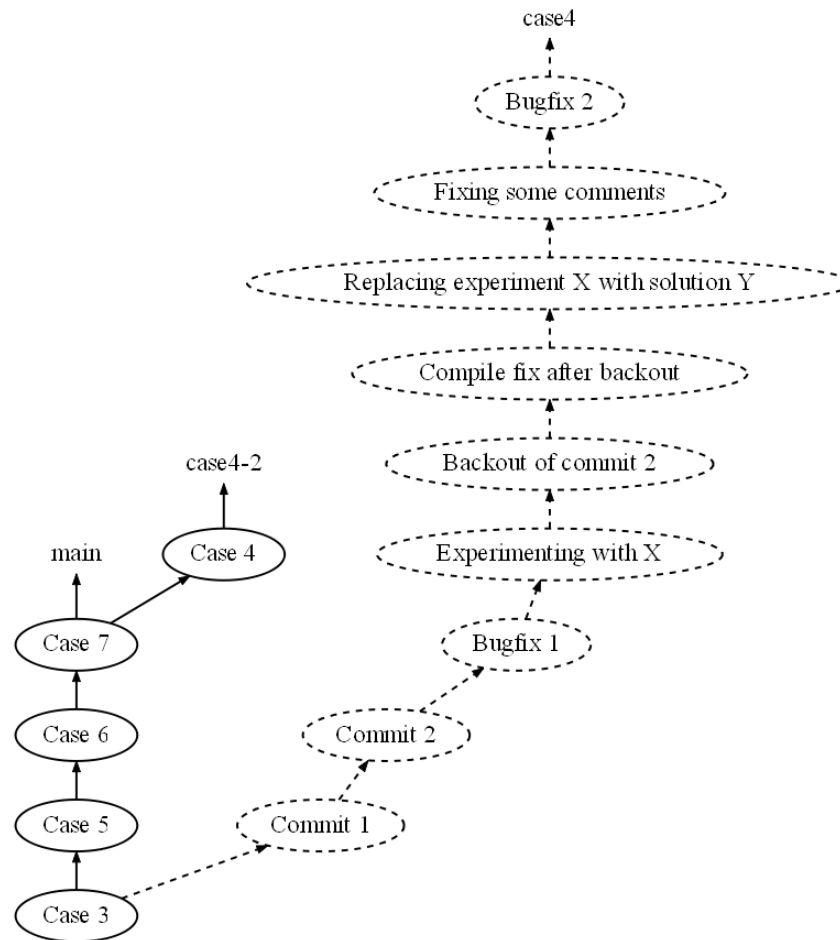 case4
Bugfix 2
Fixing some comments
Replacing experiment X with solution Y
Compile fix after backout
case4-2
Backout of commit 2
main
Case 4
Experimenting with X
Case 7
Bugfix 1
Case 6
Commit 2
Case 5
Commit 1
Case 3